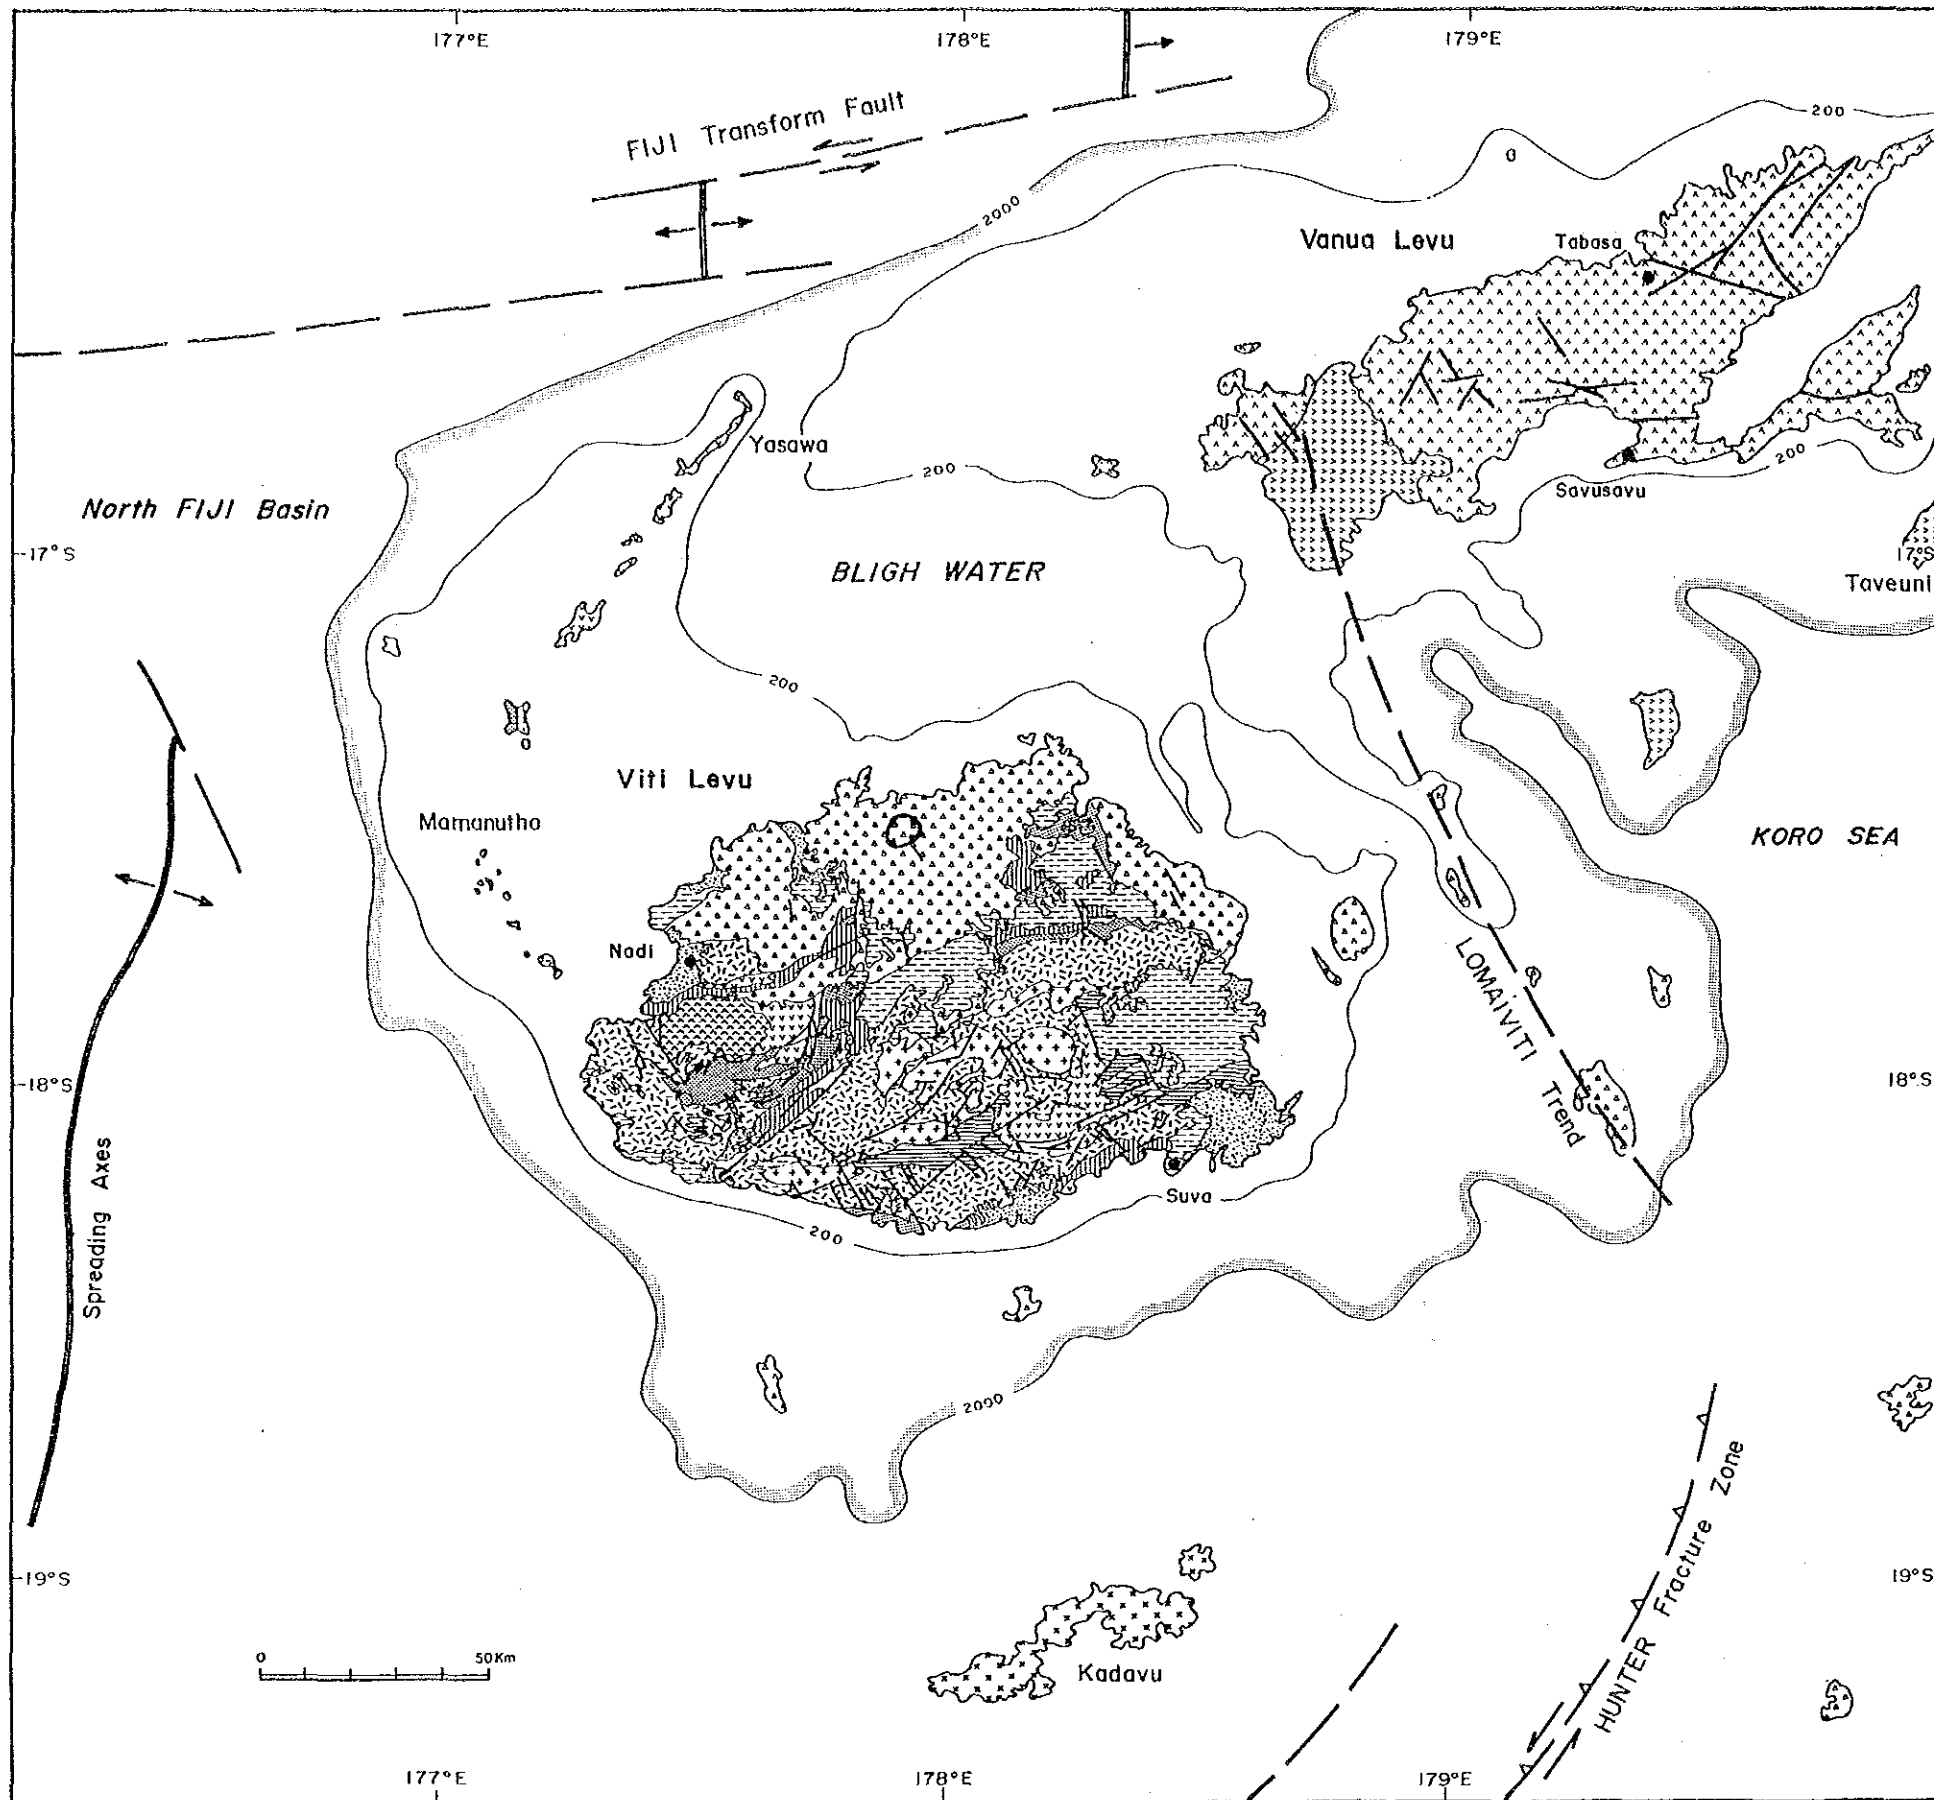 177°E
178°E
179°E
FIJI Transform Fault
200
2000
Vanua Levu
Tabasa
Yasawa
200
200
Savusavu
North FIJI Basin
17°S
17°S
BLIGH WATER
Taveuni
200
Viti Levu
Mamanutha
KORO SEA
Nadi
LOMAIVITI Trend
18°S
18°S
Spreading Axes
Suva
200
2000
HUNTER Fracture Zone
19°S
19°S
0
50Km
Kadavu
177°E
178°E
179°E